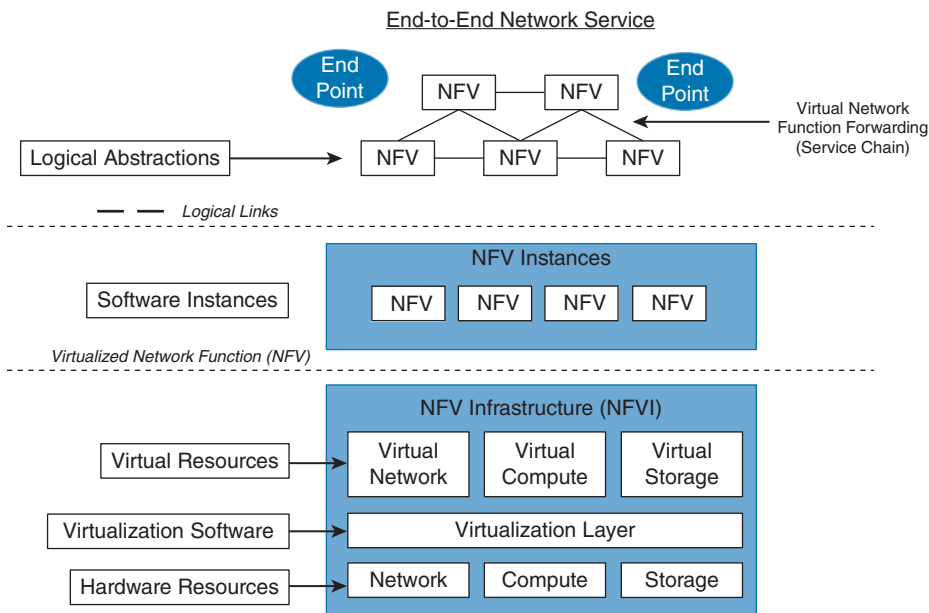 End-to-End Network Service
End
Point
NFV
NFV
End
Point
Virtual Network
Function Forwarding
(Service Chain)
Logical Abstractions
NFV
NFV
NFV
Logical Links
NFV Instances
Software Instances
NFV
NFV
NFV
NFV
Virtualized Network Function (NFV)
NFV Infrastructure (NFVI)
Virtual Resources
Virtual
Network
Virtual
Compute
Virtual
Storage
Virtualization Software
Virtualization Layer
Hardware Resources
Network
Compute
Storage